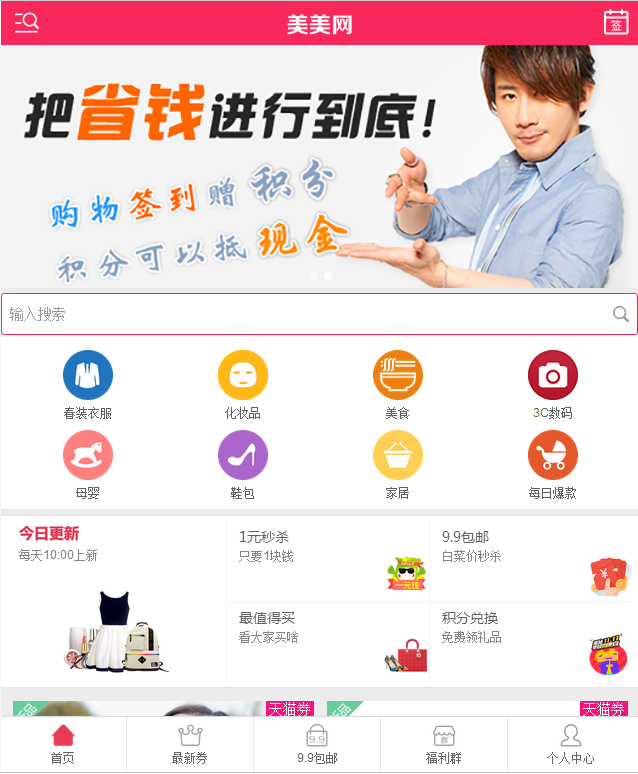 美美网
签
把省钱进行到底!
购物签到赠积分
积分可以抵现金
输入搜索
春装衣服
化妆品
美食
3C数码
母婴
鞋包
家居
每日爆款
今日更新
每天10:00上新
1元秒杀
只要1块钱
一元钱
9.9包邮
白菜价秒杀
最值得买
看大家买啥
积分兑换
免费领礼品
天猫券
天猫券
首页
最新券
9.9
9.9包邮
群
福利群
个人中心